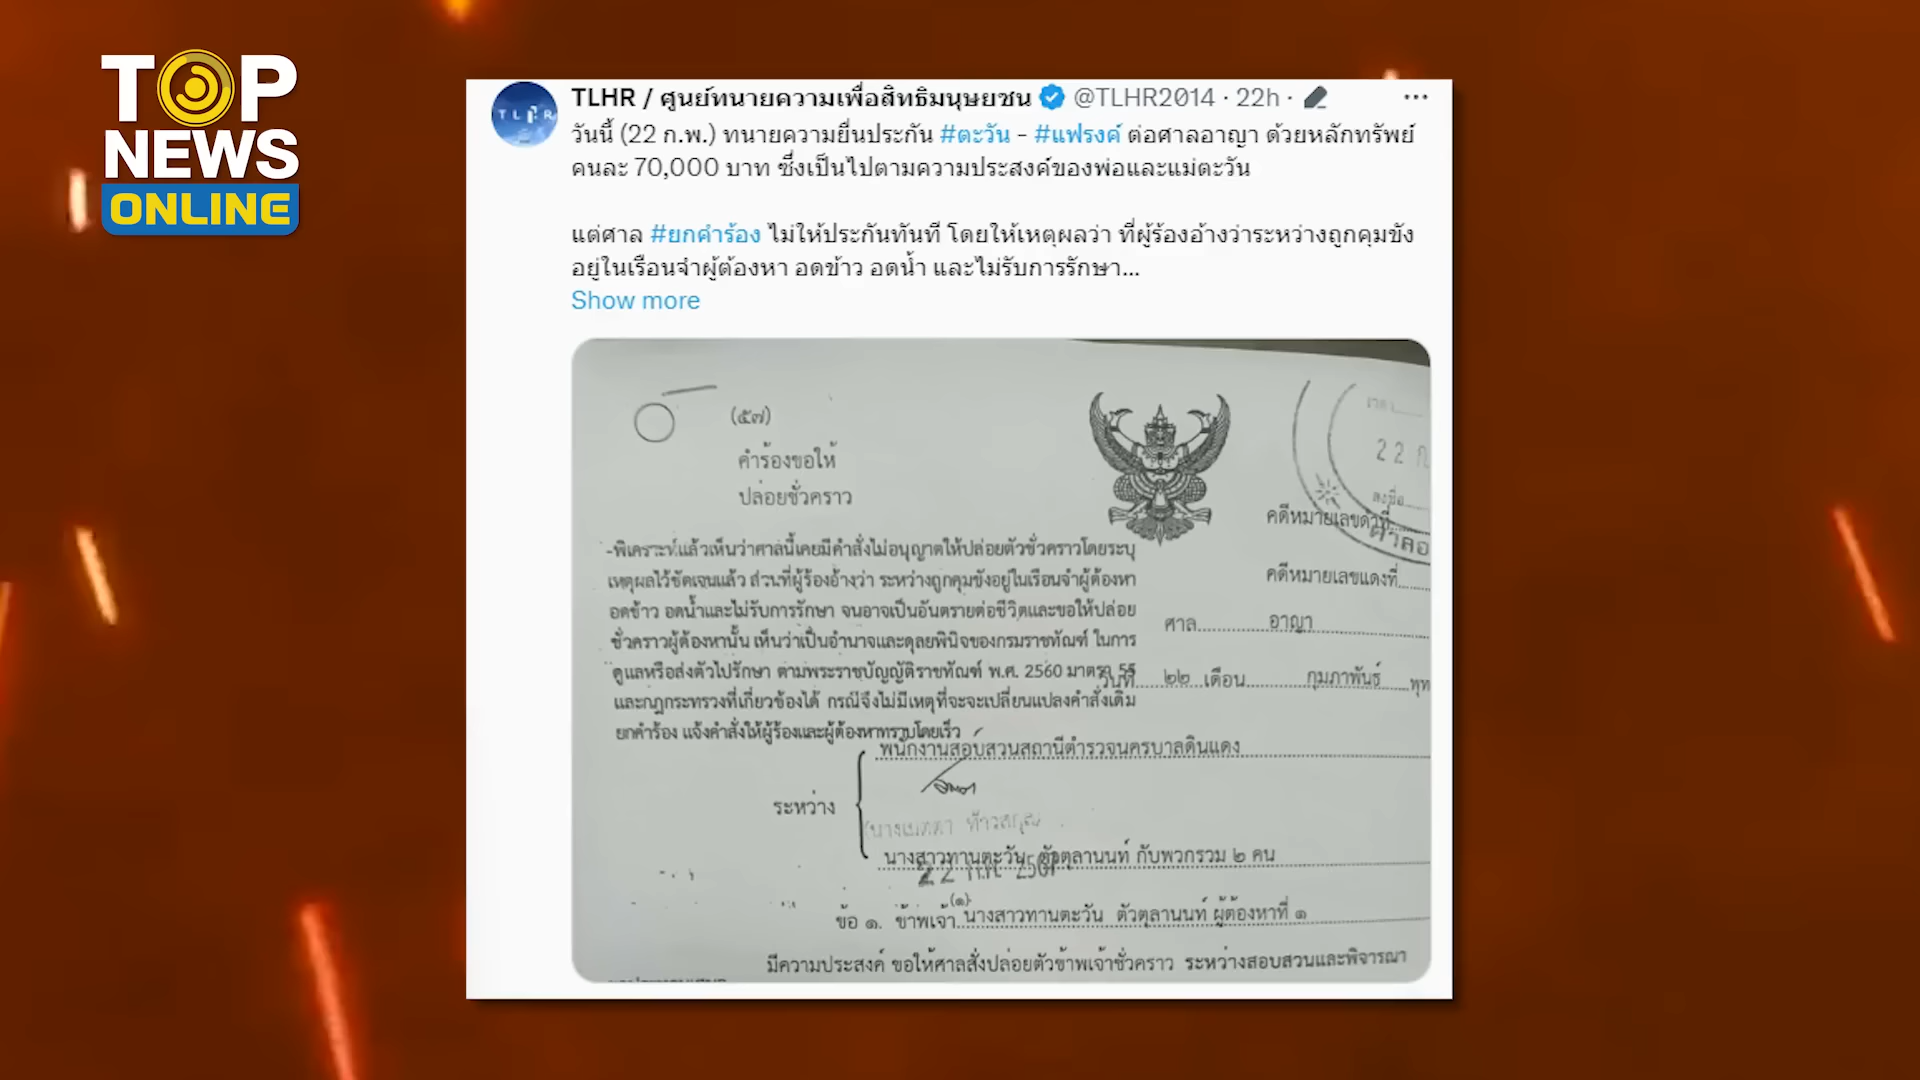 TOP
NEWS
ONLINE
TLHR / ศูนย์ทนายความเพื่อสิทธิมนุษยชน @TLHR2014 · 22h ·
วันนี้ (22 ก.พ.) ทนายความยื่นประกัน #ตะวัน - #แฟรงค์ ต่อศาลอาญา ด้วยหลักทรัพย์
คนละ 70,000 บาท ซึ่งเป็นไปตามความประสงค์ของพ่อและแม่ตะวัน
แต่ศาล #ยกคำร้อง ไม่ให้ประกันทันที โดยให้เหตุผลว่า ที่ผู้ร้องอ้างว่าระหว่างถูกคุมขัง
อยู่ในเรือนจำผู้ต้องหา อดข้าว อดน้ำ และไม่รับการรักษา...
Show more
TLHR
(๕๗)
คำร้องขอให้
ปล่อยชั่วคราว
22
ลงชื่อ
คดีหมายเลขดำที่
คดีหมายเลขแดงที่
-พิเคราะห์แล้วเห็นว่าศาลนี้เคยมีคำสั่งไม่อนุญาตให้ปล่อยตัวชั่วคราวโดยระบุ
เหตุผลไว้ชัดเจนแล้ว ส่วนที่ผู้ร้องอ้างว่า ระหว่างถูกคุมขังอยู่ในเรือนจำผู้ต้องหา
อดข้าว อดน้ำและไม่รับการรักษา จนอาจเป็นอันตรายต่อชีวิตและขอให้ปล่อย
ชั่วคราวผู้ต้องหานั้น เห็นว่าเป็นอำนาจและดุลยพินิจของกรมราชทัณฑ์ ในการ
ดูแลหรือส่งตัวไปรักษา ตามพระราชบัญญัติราชทัณฑ์ พ.ศ. 2560 มาตรา 55
และกฎกระทรวงที่เกี่ยวข้องได้ กรณีจึงไม่มีเหตุที่จะจะเปลี่ยนแปลงคำสั่งเดิม
ยกคำร้อง แจ้งคำสั่งให้ผู้ร้องและผู้ต้องหาทราบโดยเร็ว
ศาล อาญา
วันที่ ๒๒ เดือน กุมภาพันธ์
พนักงานสอบสวนสถานีตำรวจนครบาลดินแดง
ระหว่าง
นางสาวทานตะวัน ตัวตุลานนท์ กับพวกรวม ๒ คน
22 ก.พ. 2567
(๑)
ข้อ ๑. ข้าพเจ้า นางสาวทานตะวัน ตัวตุลานนท์ ผู้ต้องหาที่ ๑
มีความประสงค์ ขอให้ศาลสั่งปล่อยตัวข้าพเจ้าชั่วคราว ระหว่างสอบสวนและพิจารณา